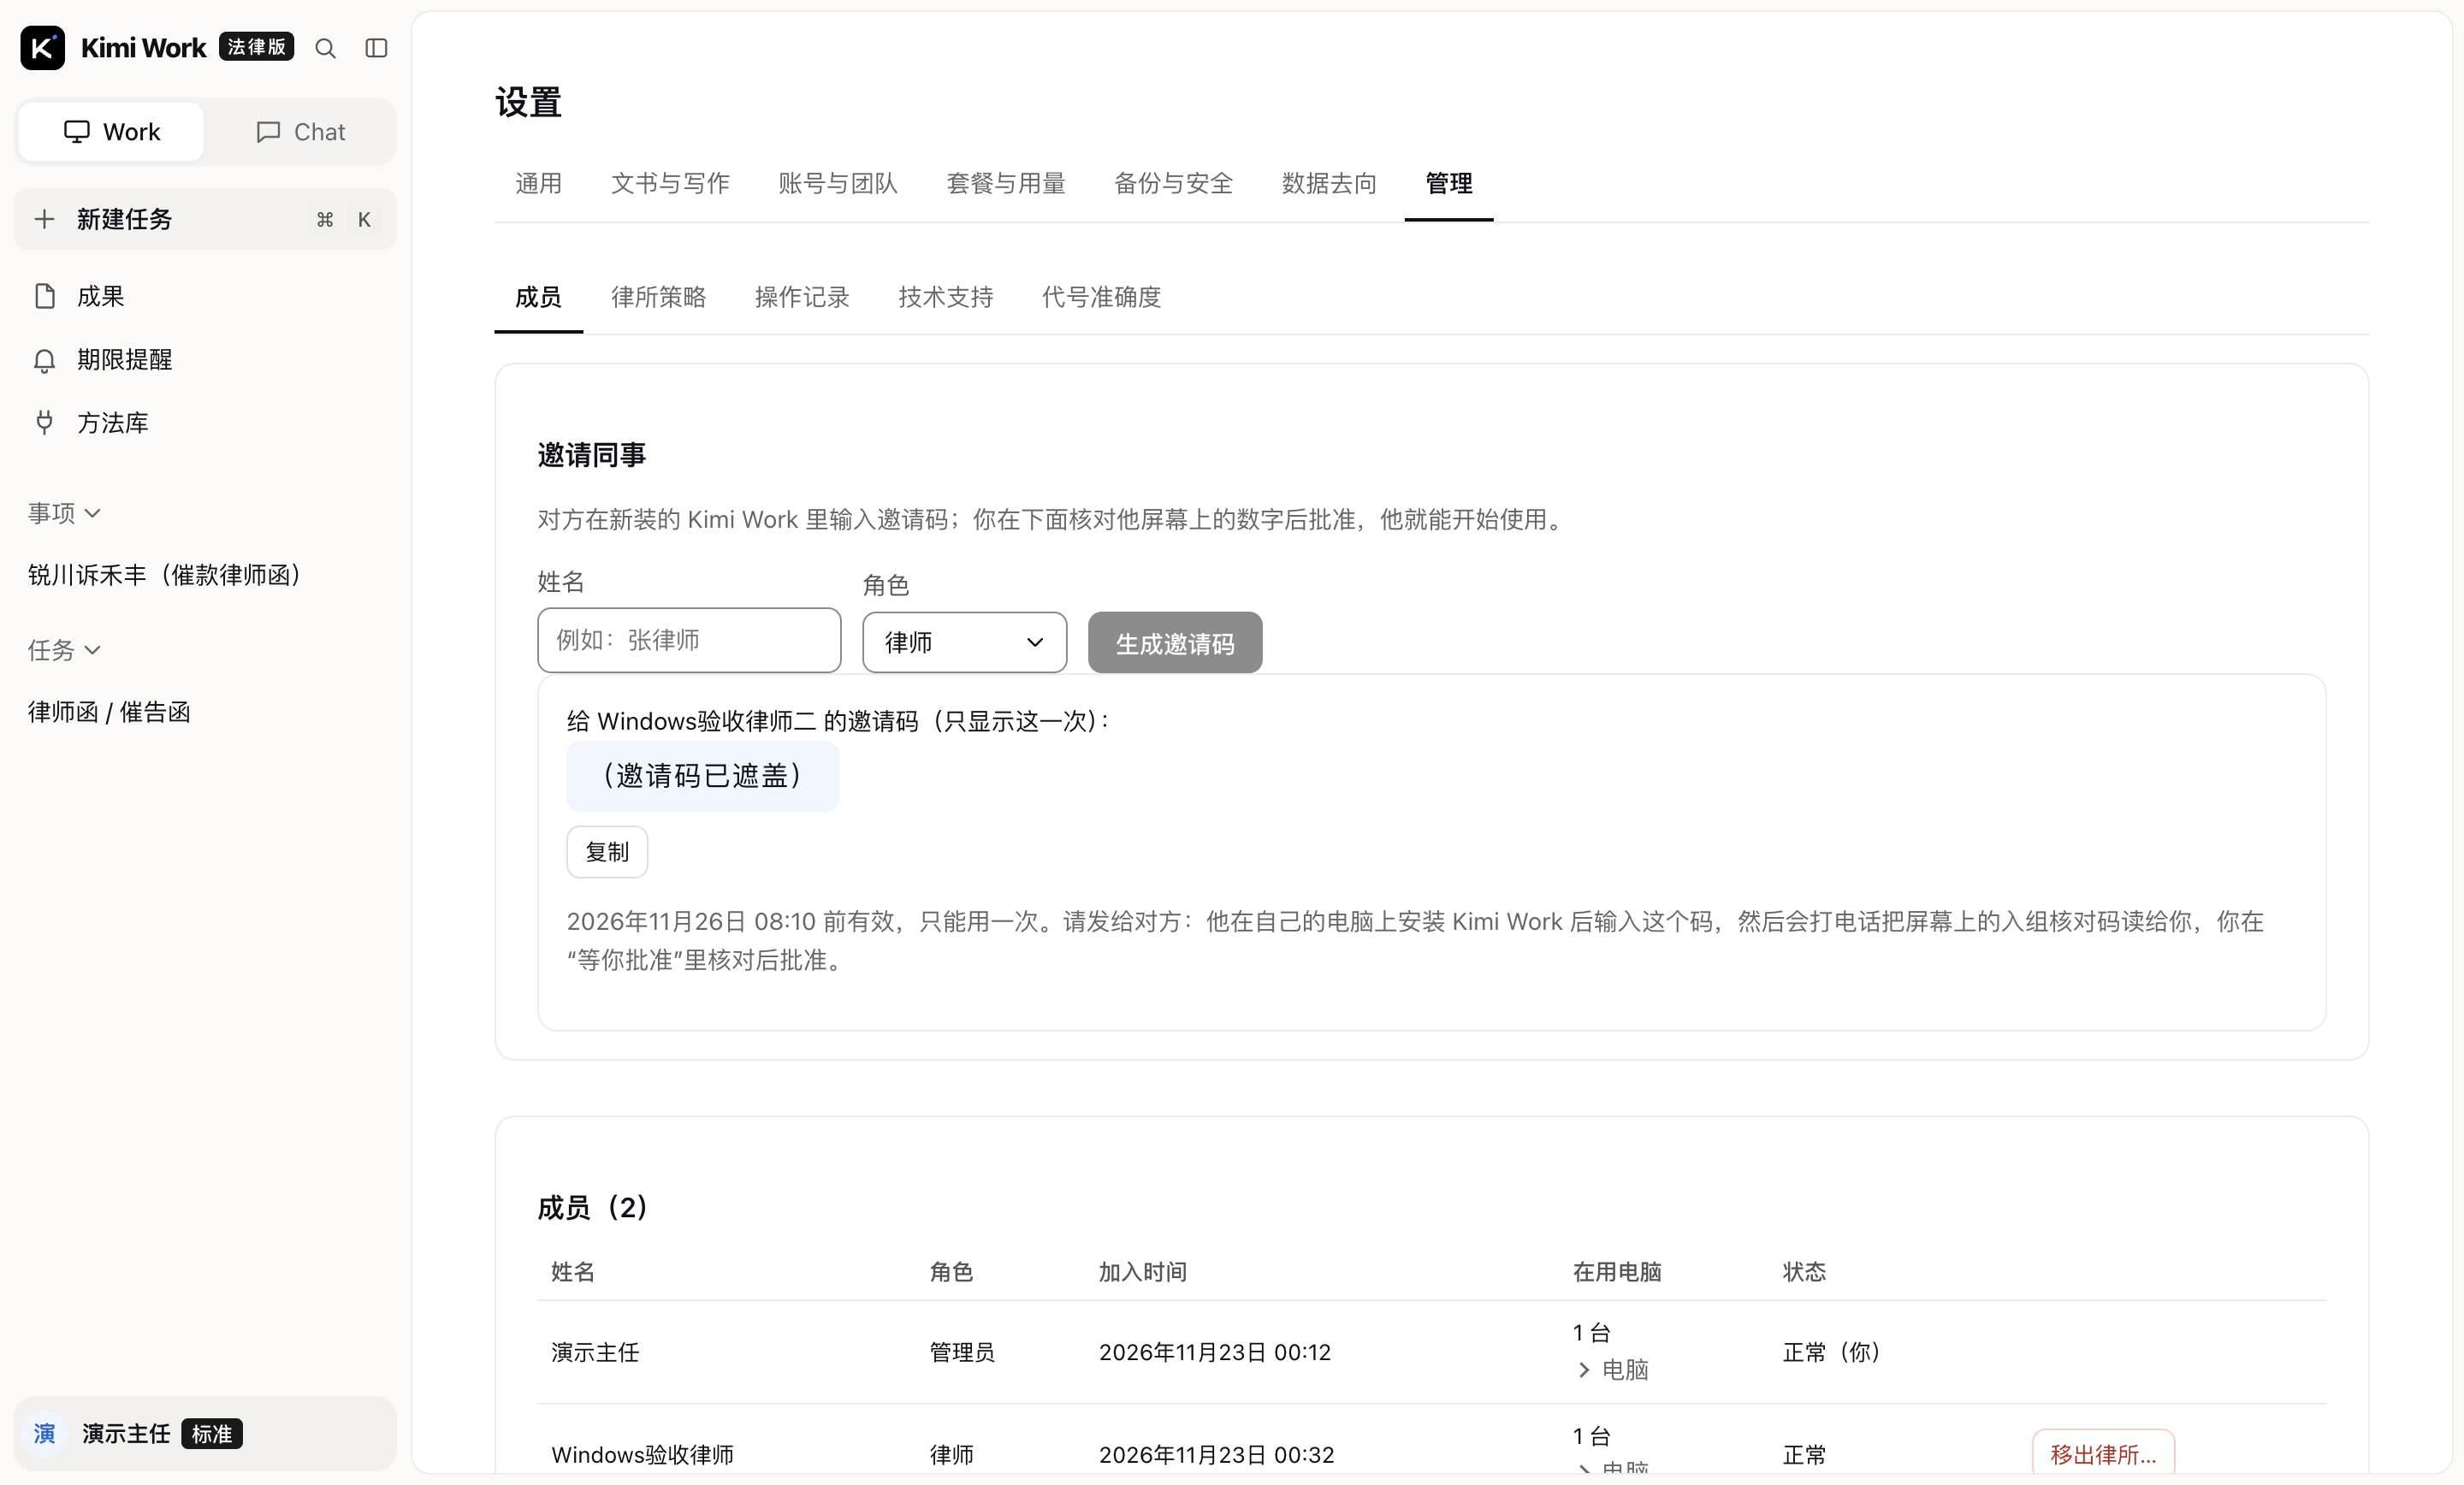 Kimi Work 法律版
Work
Chat
新建任务 ⌘ K
成果
期限提醒
方法库
事项
锐川诉禾丰（催款律师函）
任务
律师函 / 催告函
演 演示主任 标准
设置
通用 文书与写作 账号与团队 套餐与用量 备份与安全 数据去向 管理
成员 律所策略 操作记录 技术支持 代号准确度
邀请同事
对方在新装的 Kimi Work 里输入邀请码；你在下面核对他屏幕上的数字后批准，他就能开始使用。
姓名 角色
例如：张律师 律师 生成邀请码
给 Windows验收律师二 的邀请码（只显示这一次）：
（邀请码已遮盖）
复制
2026年11月26日 08:10 前有效，只能用一次。请发给对方：他在自己的电脑上安装 Kimi Work 后输入这个码，然后会打电话把屏幕上的入组核对码读给你，你在
“等你批准”里核对后批准。
成员（2）
姓名 角色 加入时间 在用电脑 状态
演示主任 管理员 2026年11月23日 00:12 1 台 正常（你）
电脑
Windows验收律师 律师 2026年11月23日 00:32 1 台 正常 移出律所...
电脑